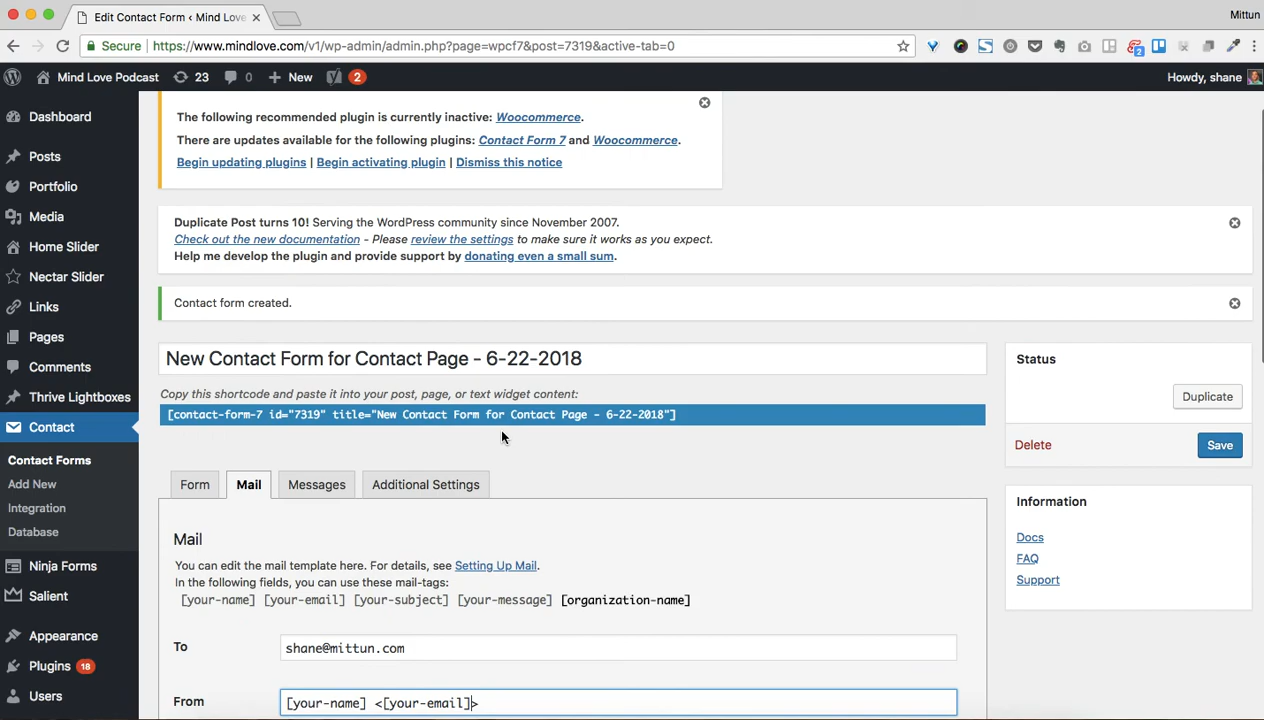 Edit Contact Form ‹ Mind Love
Mittun
Secure
https://www.mindlove.com/v1/wp-admin/admin.php?page=wpcf7&post=7319&active-tab=0
2
Mind Love Podcast
23
0
New
2
Howdy, shane
Dashboard
Posts
Portfolio
Media
Home Slider
Nectar Slider
Links
Pages
Comments
Thrive Lightboxes
Contact
Contact Forms
Add New
Integration
Database
Ninja Forms
Salient
Appearance
Plugins 18
Users
The following recommended plugin is currently inactive: Woocommerce.
There are updates available for the following plugins: Contact Form 7 and Woocommerce.
Begin updating plugins | Begin activating plugin | Dismiss this notice
Duplicate Post turns 10! Serving the WordPress community since November 2007.
Check out the new documentation - Please review the settings to make sure it works as you expect.
Help me develop the plugin and provide support by donating even a small sum.
Contact form created.
New Contact Form for Contact Page - 6-22-2018
Copy this shortcode and paste it into your post, page, or text widget content:
[contact-form-7 id="7319" title="New Contact Form for Contact Page - 6-22-2018"]
Form
Mail
Messages
Additional Settings
Mail
You can edit the mail template here. For details, see Setting Up Mail.
In the following fields, you can use these mail-tags:
[your-name] [your-email] [your-subject] [your-message] [organization-name]
To
shane@mittun.com
From
[your-name] <[your-email]>
Status
Duplicate
Delete
Save
Information
Docs
FAQ
Support